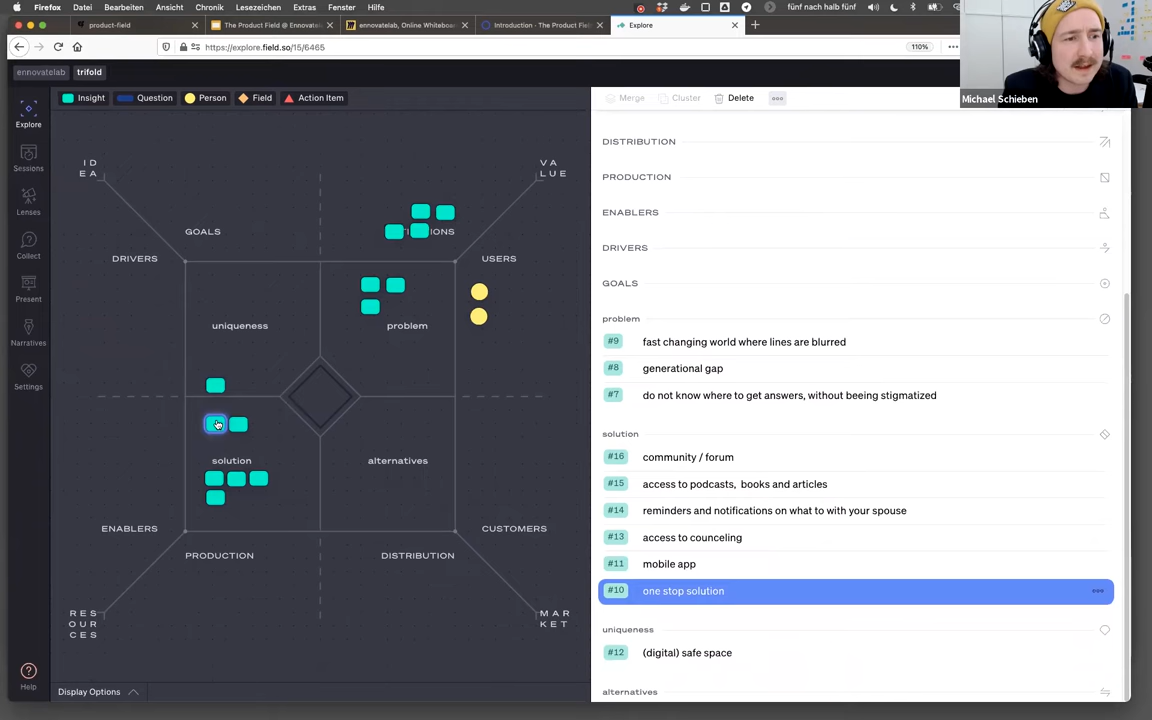 Firefox Datei Bearbeiten Ansicht Chronik Lesezeichen Extras Fenster Hilfe fünf nach halb fünf
product-field The Product Field @ Ennovatel ennovatelab, Online Whiteboard Introduction - The Product Fiel Explore
https://explore.field.so/15/6465 110%
ennovatelab trifold
Michael Schieben
Insight Question Person Field Action Item
Merge Cluster Delete
Explore
Sessions
Lenses
Collect
Present
Narratives
Settings
Help
ID
EA
VA
LUE
GOALS
IONS
DRIVERS
USERS
uniqueness
problem
solution
alternatives
ENABLERS
CUSTOMERS
PRODUCTION
DISTRIBUTION
RES
OUR
CES
MAR
KET
Display Options
DISTRIBUTION
PRODUCTION
ENABLERS
DRIVERS
GOALS
problem
#9 fast changing world where lines are blurred
#8 generational gap
#7 do not know where to get answers, without beeing stigmatized
solution
#16 community / forum
#15 access to podcasts, books and articles
#14 reminders and notifications on what to with your spouse
#13 access to counceling
#11 mobile app
#10 one stop solution
uniqueness
#12 (digital) safe space
alternatives